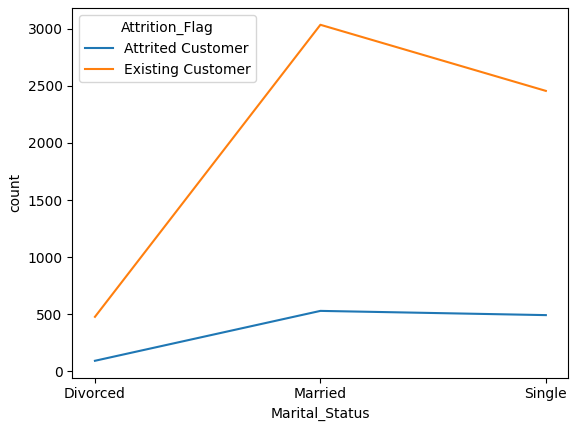 Attrition_Flag
Attrited Customer
Existing Customer
3000
2500
2000
1500
1000
500
0
count
Divorced Married Single
Marital_Status